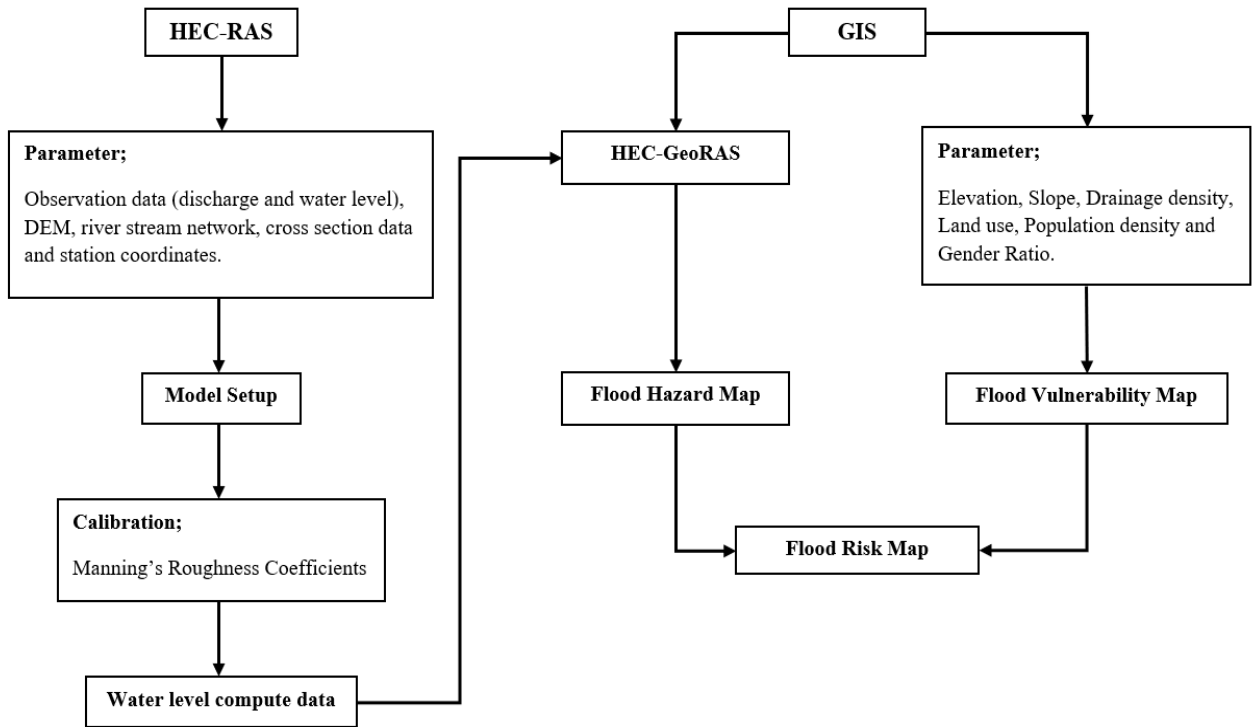 HEC-RAS
Parameter;
Observation data (discharge and water level),
DEM, river stream network, cross section data
and station coordinates.
Model Setup
Calibration;
Manning’s Roughness Coefficients
Water level compute data
GIS
HEC-GeoRAS
Parameter;
Elevation, Slope, Drainage density,
Land use, Population density and
Gender Ratio.
Flood Hazard Map
Flood Vulnerability Map
Flood Risk Map